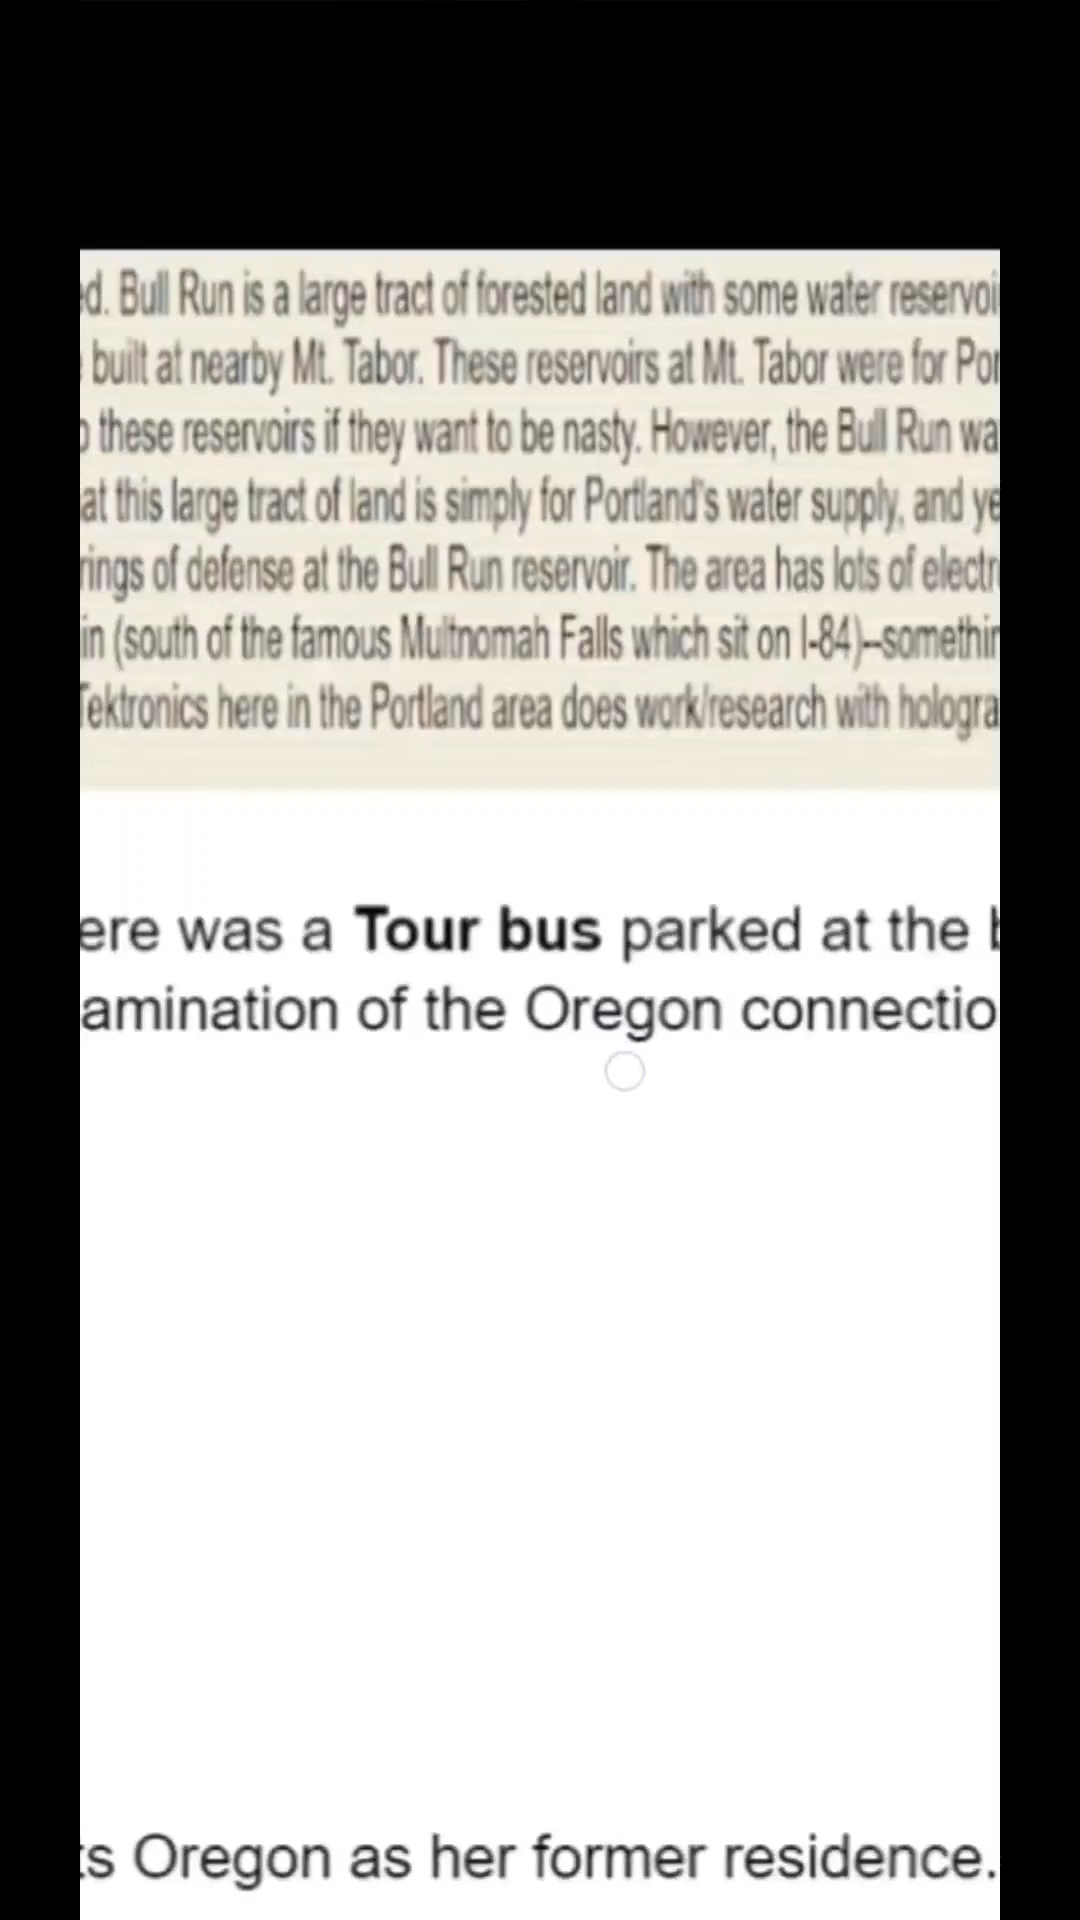 d. Bull Run is a large tract of forested land with some water reservoi
built at nearby Mt. Tabor. These reservoirs at Mt. Tabor were for Por
these reservoirs if they want to be nasty. However, the Bull Run wa
at this large tract of land is simply for Portland's water supply, and ye
rings of defense at the Bull Run reservoir. The area has lots of electr
in (south of the famous Multnomah Falls which sit on I-84)--somethin
Tektronics here in the Portland area does work/research with hologra
ere was a Tour bus parked at the
amination of the Oregon connectio
ts Oregon as her former residence.